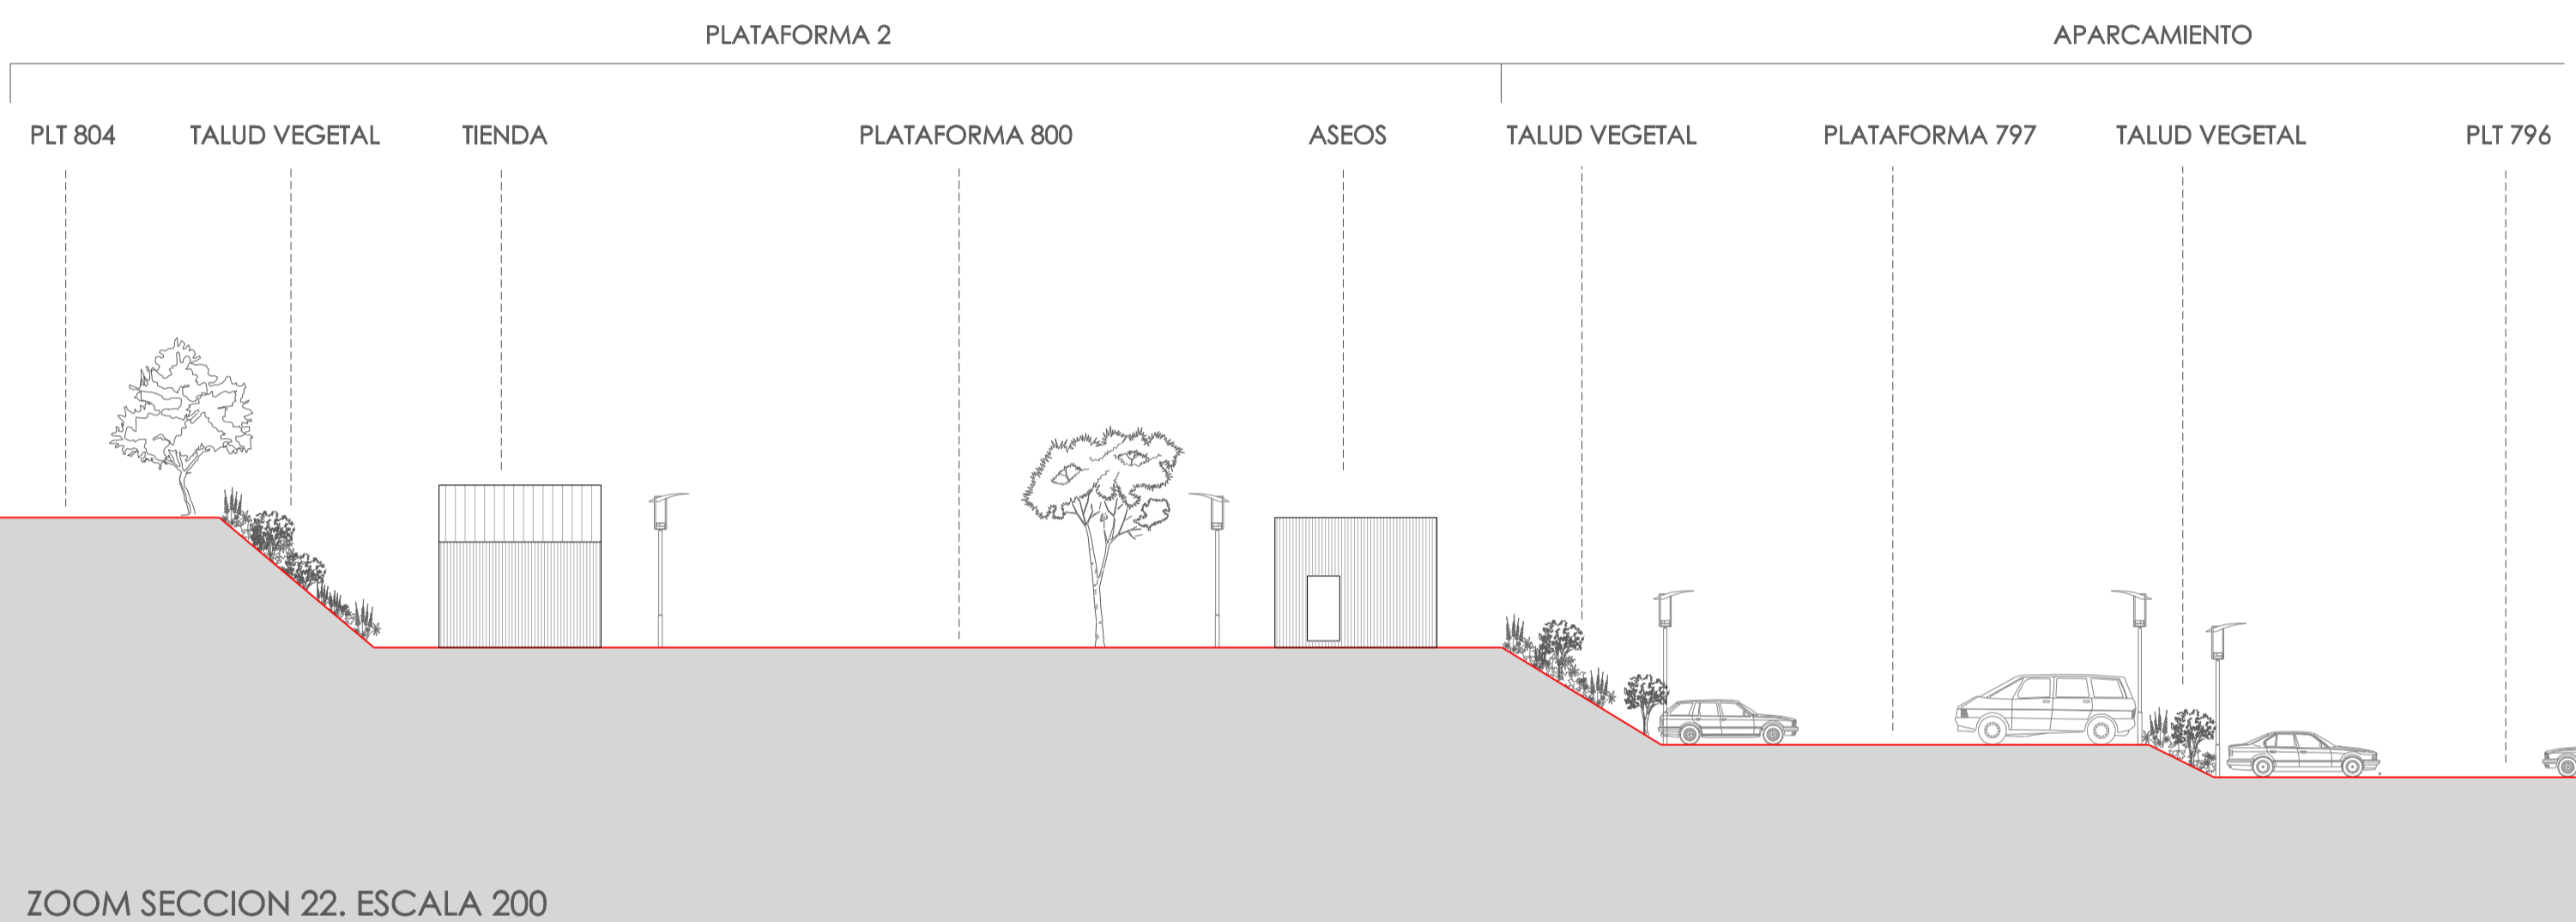 PLATAFORMA 2
APARCAMIENTO
PLT 804
TALUD VEGETAL
TIENDA
PLATAFORMA 800
ASEOS
TALUD VEGETAL
PLATAFORMA 797
TALUD VEGETAL
PLT 796
ZOOM SECCION 22. ESCALA 200